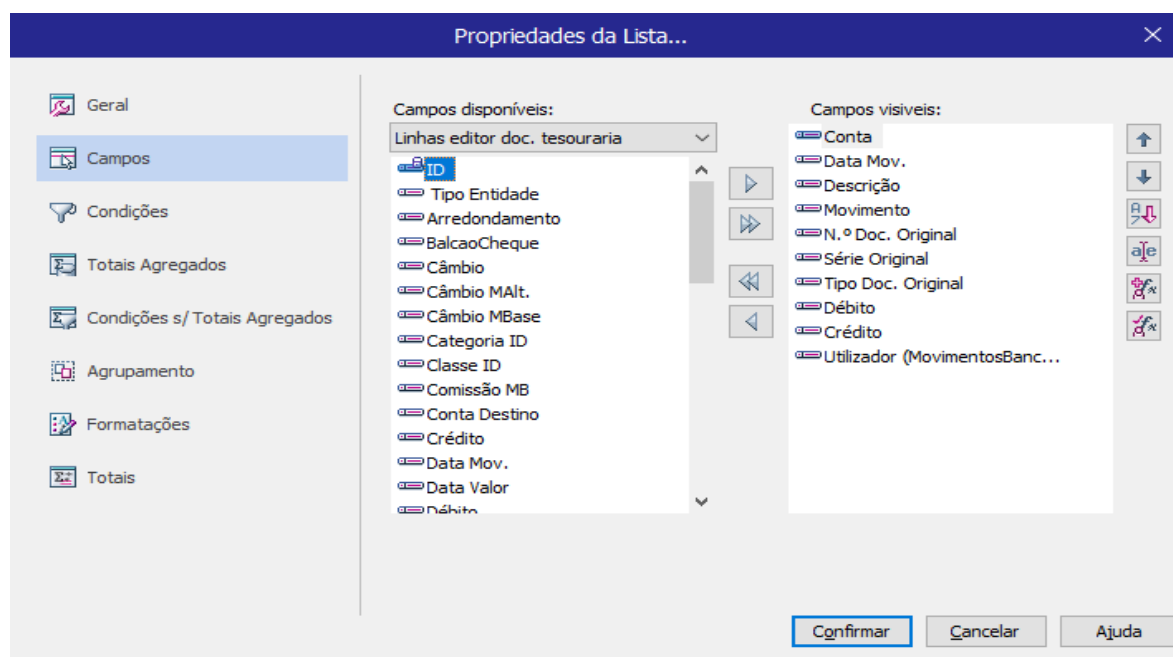 Propriedades da Lista...
Geral
Campos
Condições
Totais Agregados
Condições s/ Totais Agregados
Agrupamento
Formatações
Totais
Campos disponíveis:
Linhas editor doc. tesouraria
ID
Tipo Entidade
Arredondamento
BalcaoCheque
Câmbio
Câmbio MAlt.
Câmbio MBase
Categoria ID
Classe ID
Comissão MB
Conta Destino
Crédito
Data Mov.
Data Valor
Débito
Campos visiveis:
Conta
Data Mov.
Descrição
Movimento
N.º Doc. Original
Série Original
Tipo Doc. Original
Débito
Crédito
Utilizador (MovimentosBanc...
Confirmar
Cancelar
Ajuda